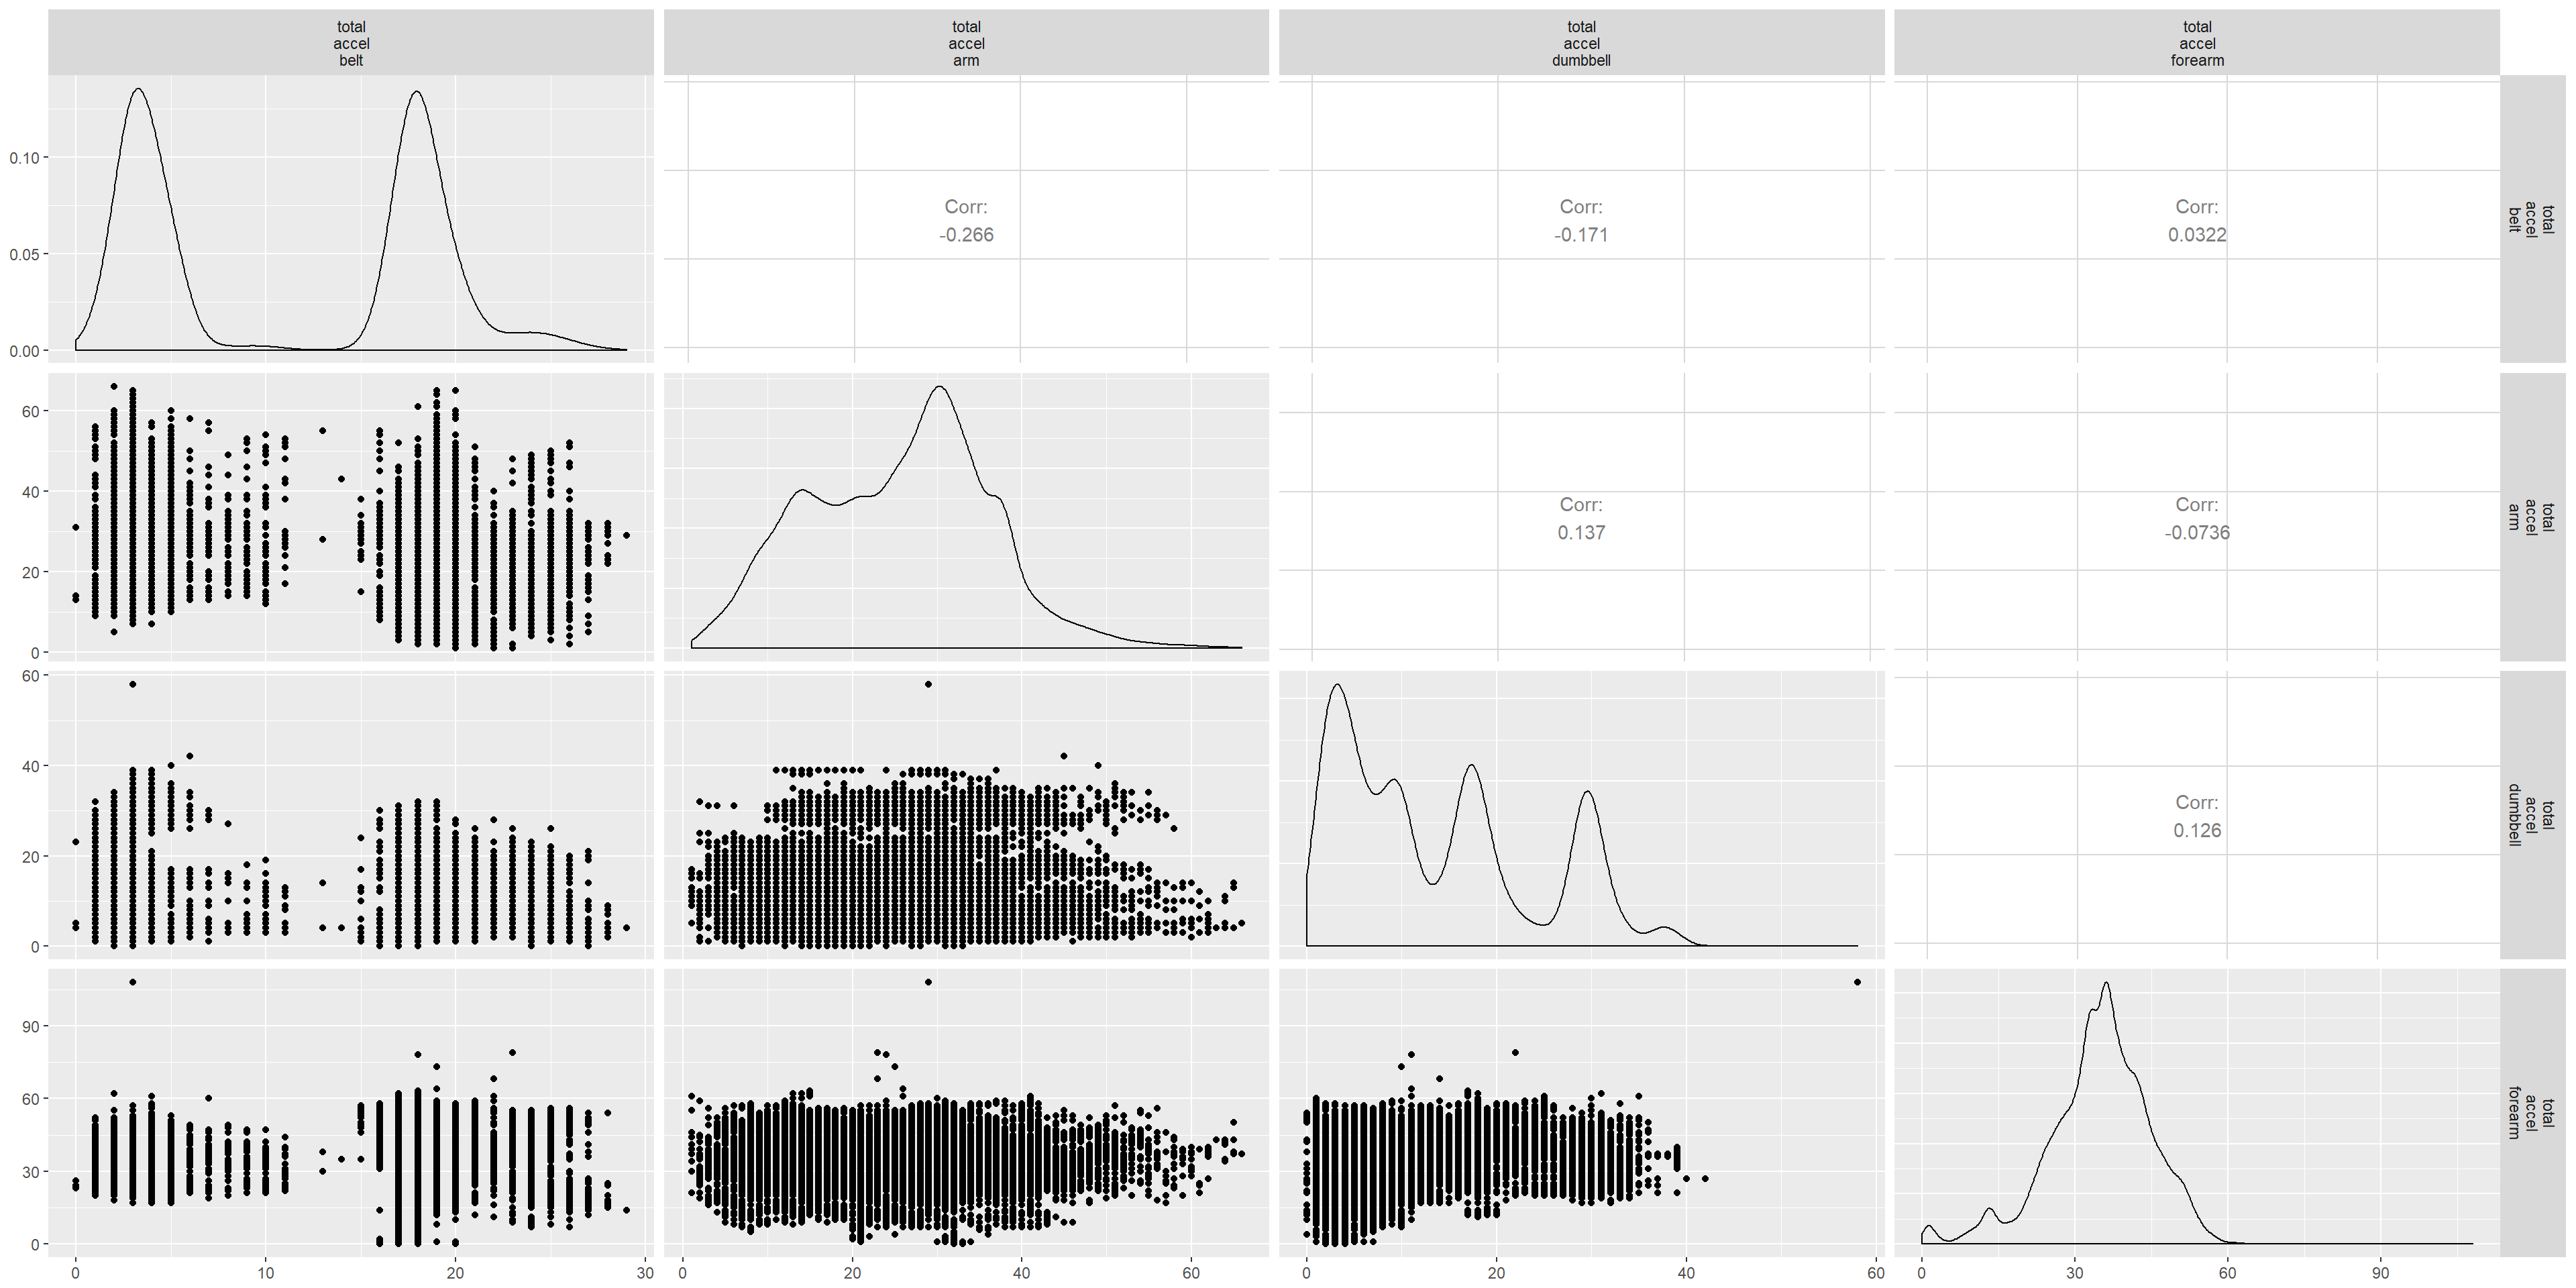 total
accel
belt
total
accel
arm
total
accel
dumbbell
total
accel
forearm
0.10
0.05
0.00
Corr:
-0.266
Corr:
-0.171
Corr:
0.0322
total
accel
belt
60
40
20
0
Corr:
0.137
Corr:
-0.0736
total
accel
arm
60
40
20
0
Corr:
0.126
total
accel
dumbbell
90
60
30
0
total
accel
forearm
0 10 20 30 0 20 40 60 0 20 40 60 0 30 60 90